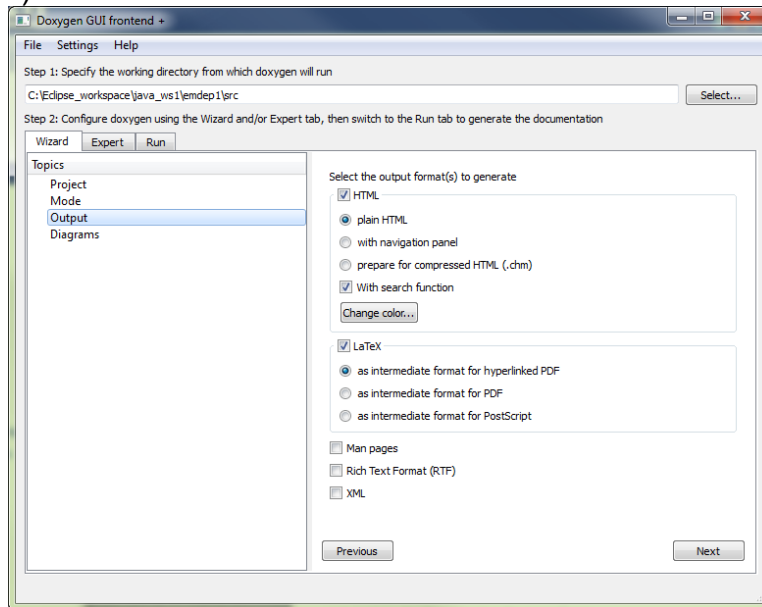 Doxygen GUI frontend +
File Settings Help
Step 1: Specify the working directory from which doxygen will run
C:\Eclipse_workspace\java_ws1\emdep1\src
Select...
Step 2: Configure doxygen using the Wizard and/or Expert tab, then switch to the Run tab to generate the documentation
Wizard Expert Run
Topics
Project
Mode
Output
Diagrams
Select the output format(s) to generate
HTML
plain HTML
with navigation panel
prepare for compressed HTML (.chm)
With search function
Change color...
LaTeX
as intermediate format for hyperlinked PDF
as intermediate format for PDF
as intermediate format for PostScript
Man pages
Rich Text Format (RTF)
XML
Previous Next